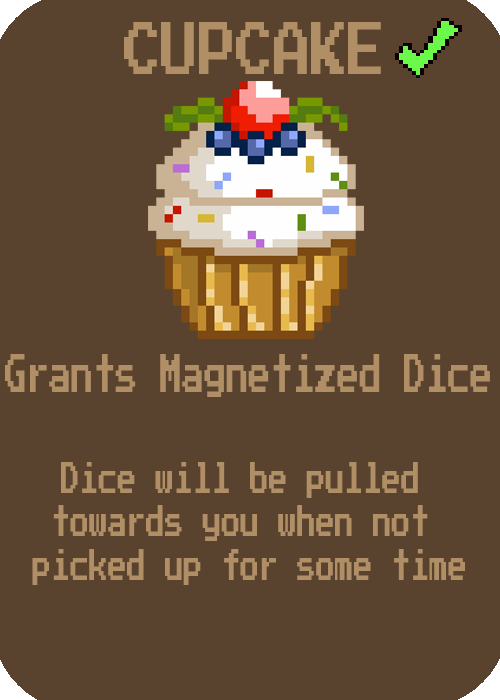 CUPCAKE
Grants Magnetized Dice
Dice will be pulled
towards you when not
picked up for some time